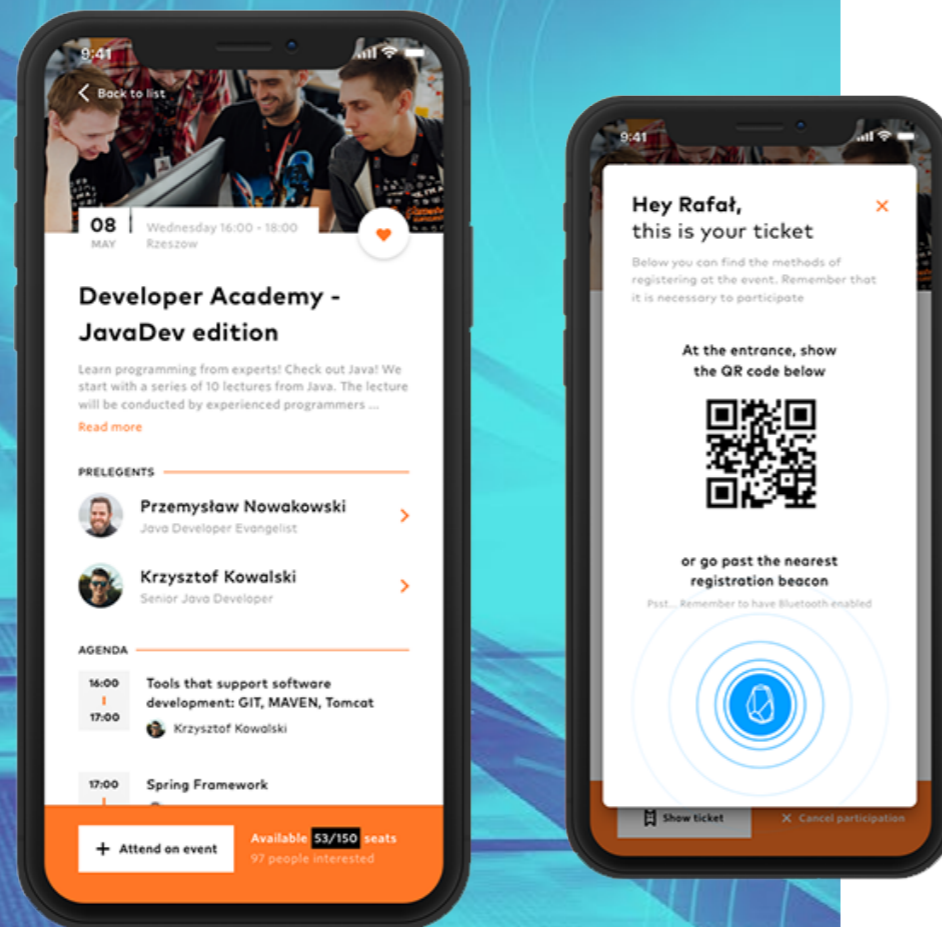 9:41
Back to list
08
MAY
Wednesday 16:00 - 18:00
Rzeszow
Developer Academy -
JavaDev edition
Learn programming from experts! Check out Java! We
start with a series of 10 lectures from Java. The lecture
will be conducted by experienced programmers ...
Read more
PRELEGENTS
Przemysław Nowakowski
Java Developer Evangelist
Krzysztof Kowalski
Senior Java Developer
AGENDA
16:00
17:00
Tools that support software
development: GIT, MAVEN, Tomcat
Krzysztof Kowalski
17:00
Spring Framework
+ Attend on event
Available 53/150 seats
97 people interested
9:41
Hey Rafał,
this is your ticket
Below you can find the methods of
registering at the event. Remember that
it is necessary to participate
At the entrance, show
the QR code below
or go past the nearest
registration beacon
Psst... Remember to have Bluetooth enabled
Show ticket
Cancel participation